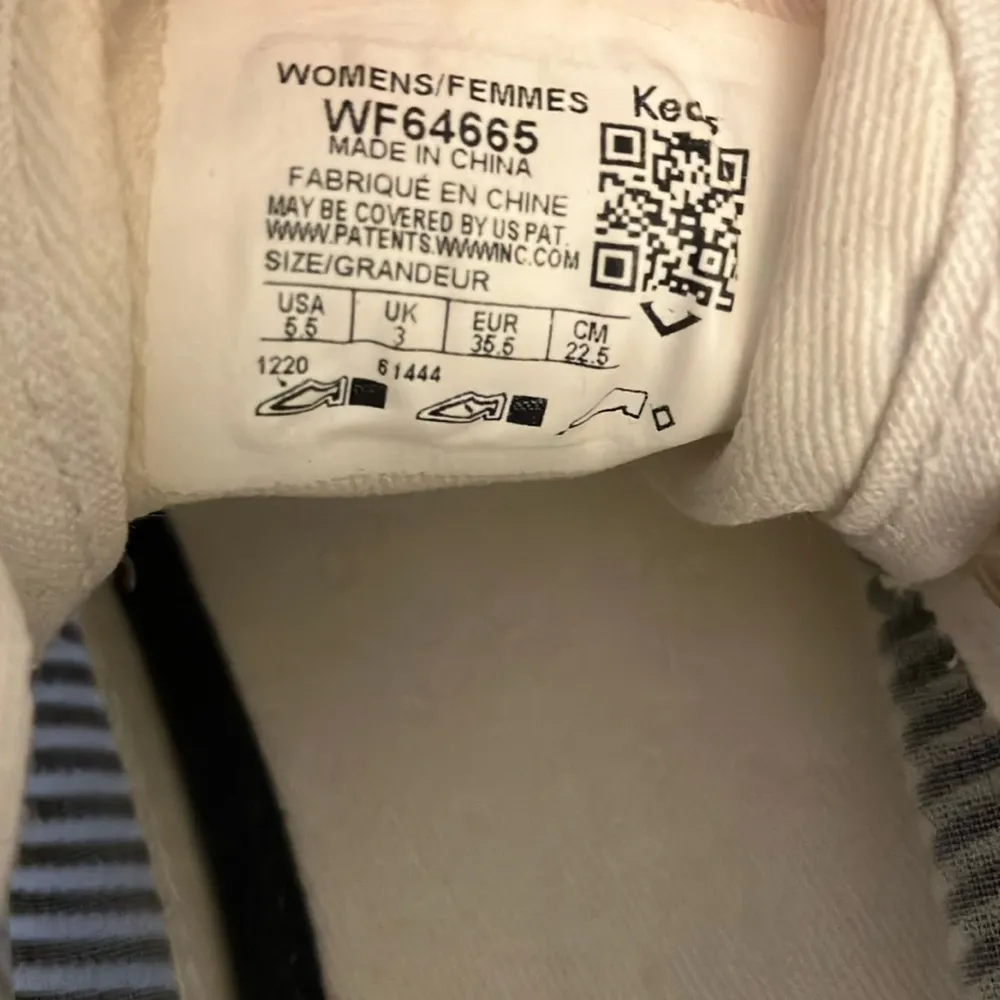 WOMENS/FEMMES
Keds
WF64665
MADE IN CHINA
FABRIQUÉ EN CHINE
MAY BE COVERED BY US PAT.
WWW.PATENTS.WWWINC.COM
SIZE/GRANDEUR
USA UK EUR CM
5.5 3 35.5 22.5
1220 61444